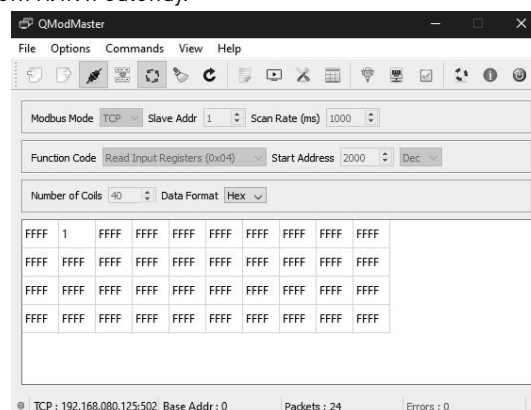 QModMaster
File Options Commands View Help
Modbus Mode TCP Slave Addr 1 Scan Rate (ms) 1000
Function Code Read Input Registers (0x04) Start Address 2000 Dec
Number of Coils 40 Data Format Hex
FFFF 1 FFFF FFFF FFFF FFFF FFFF FFFF FFFF FFFF
FFFF FFFF FFFF FFFF FFFF FFFF FFFF FFFF FFFF FFFF
FFFF FFFF FFFF FFFF FFFF FFFF FFFF FFFF FFFF FFFF
FFFF FFFF FFFF FFFF FFFF FFFF FFFF FFFF FFFF FFFF
TCP : 192.168.080.125:502 Base Addr : 0 Packets : 24 Errors : 0